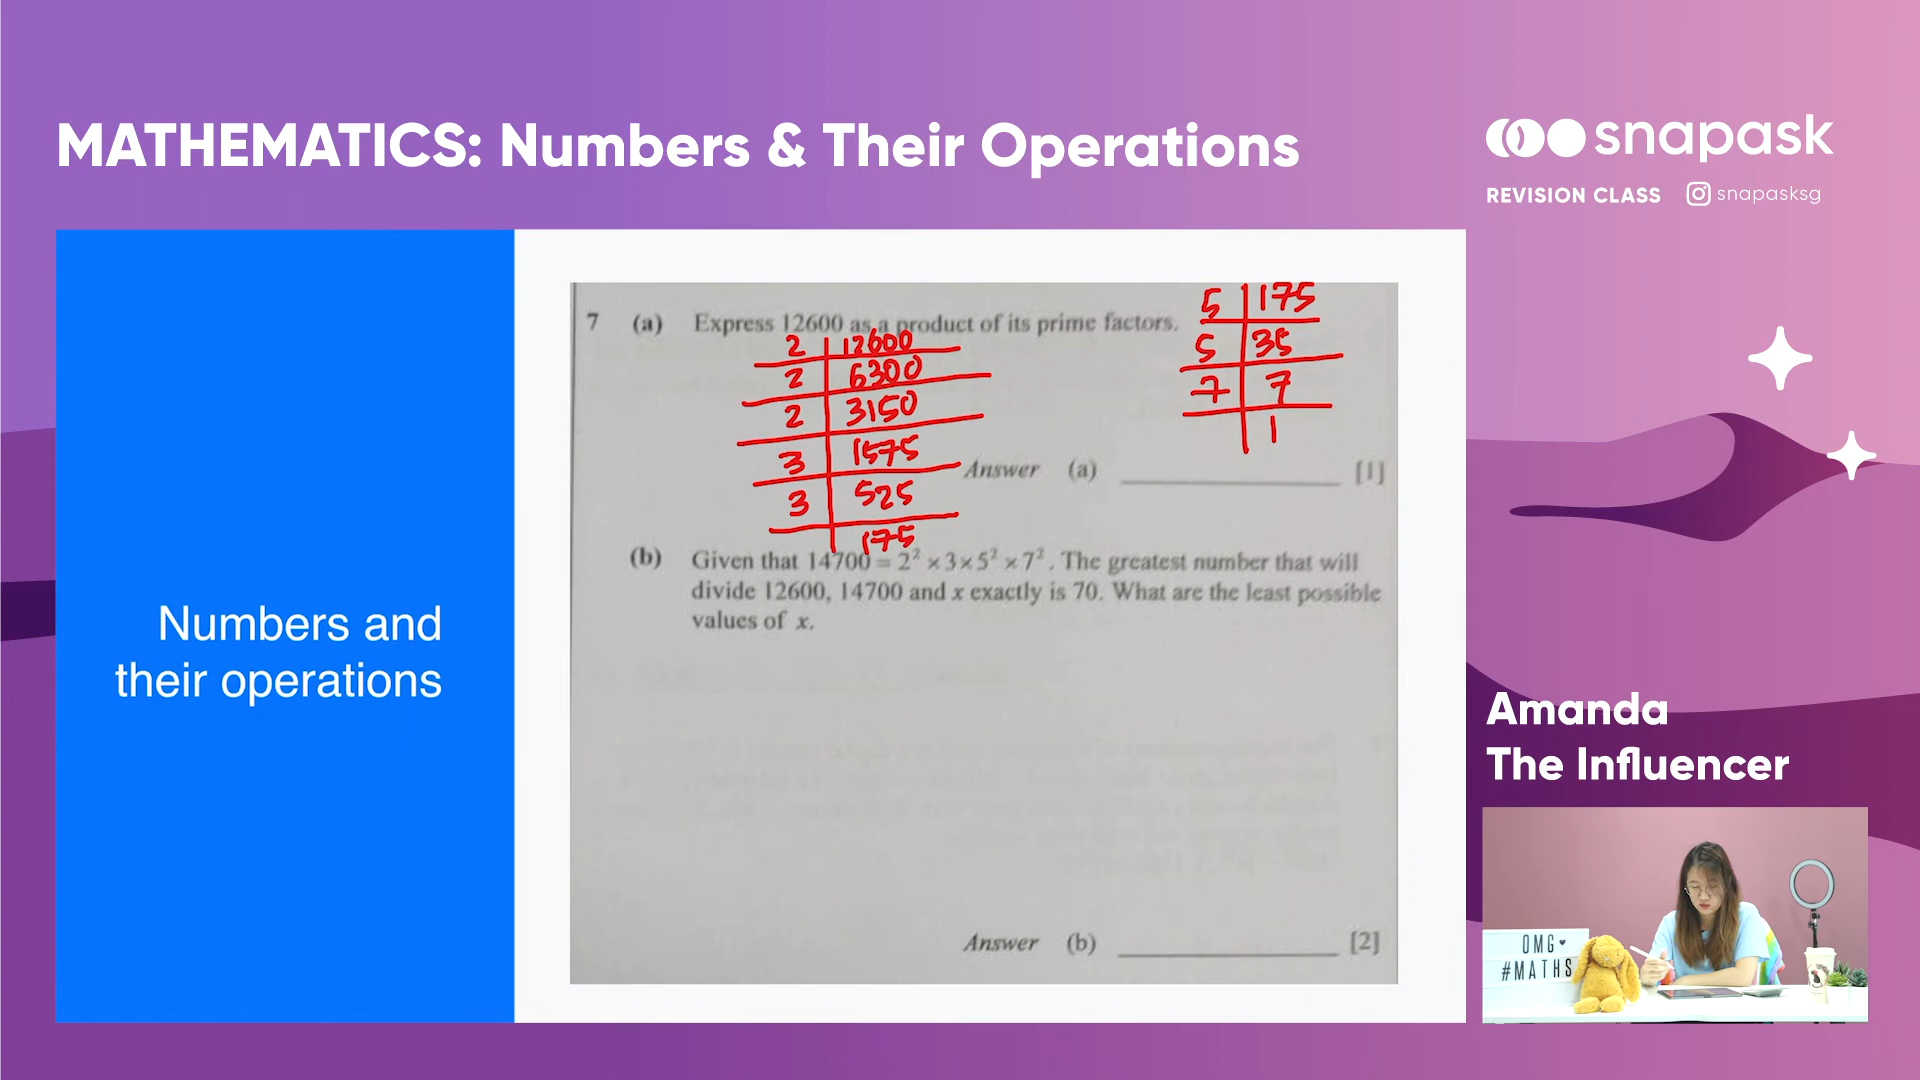 MATHEMATICS: Numbers & Their Operations
snapask
REVISION CLASS snapasksg
Numbers and
their operations
7 (a) Express 12600 as a product of its prime factors.
2 12600
2 6300
2 3150
3 1575
3 525
175
5 175
5 35
7 7
1
Answer (a) [1]
(b) Given that 14700 = 2² × 3 × 5² × 7². The greatest number that will
divide 12600, 14700 and x exactly is 70. What are the least possible
values of x.
Answer (b) [2]
Amanda
The Influencer
OMG
#MATHS